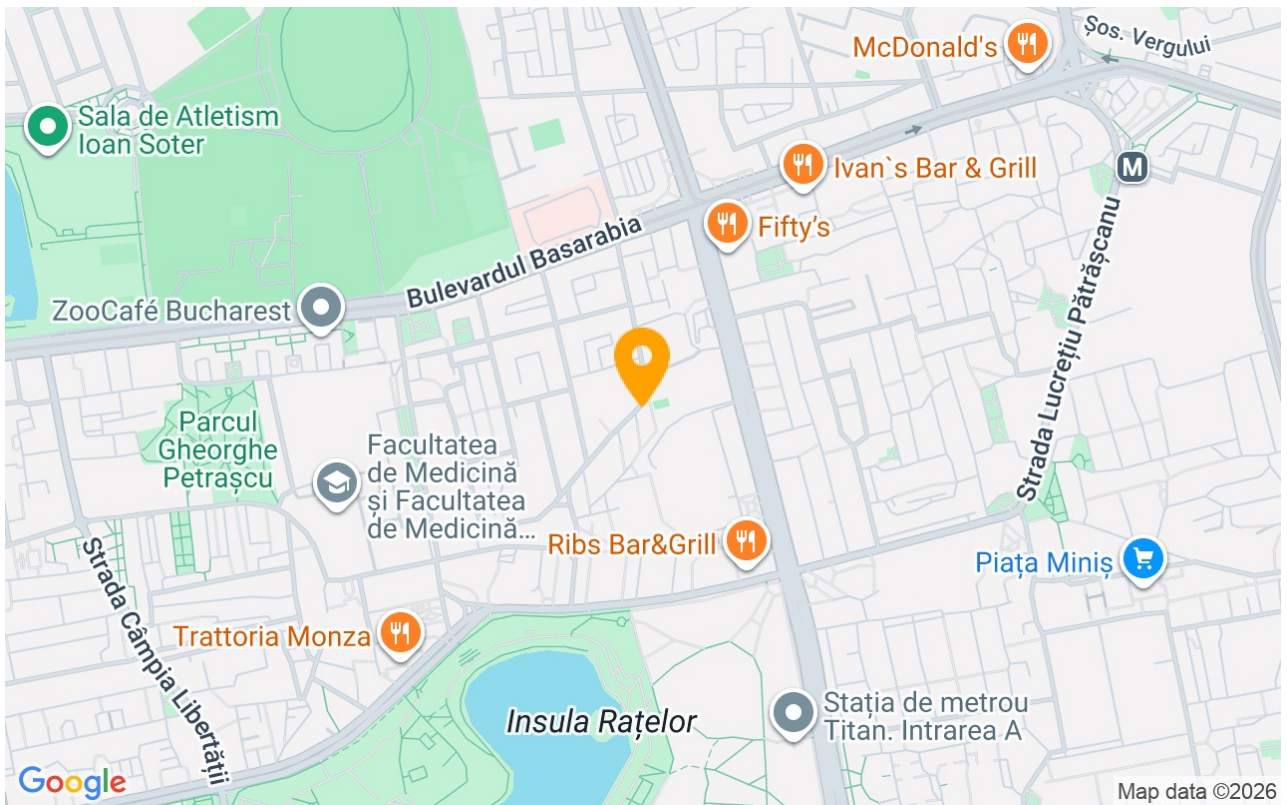 McDonald's
Șos. Vergului
Sala de Atletism
Ioan Soter
M
Ivan`s Bar & Grill
Fifty's
Bulevardul Basarabia
ZooCafé Bucharest
Strada Lucrețiu Pătrășcanu
Parcul
Gheorghe
Petrașcu
Facultatea
de Medicină
și Facultatea
de Medicină...
Ribs Bar&Grill
Piața Miniș
Strada Câmpia Libertății
Trattoria Monza
Insula Rațelor
Stația de metrou
Titan. Intrarea A
Google
Map data ©2026